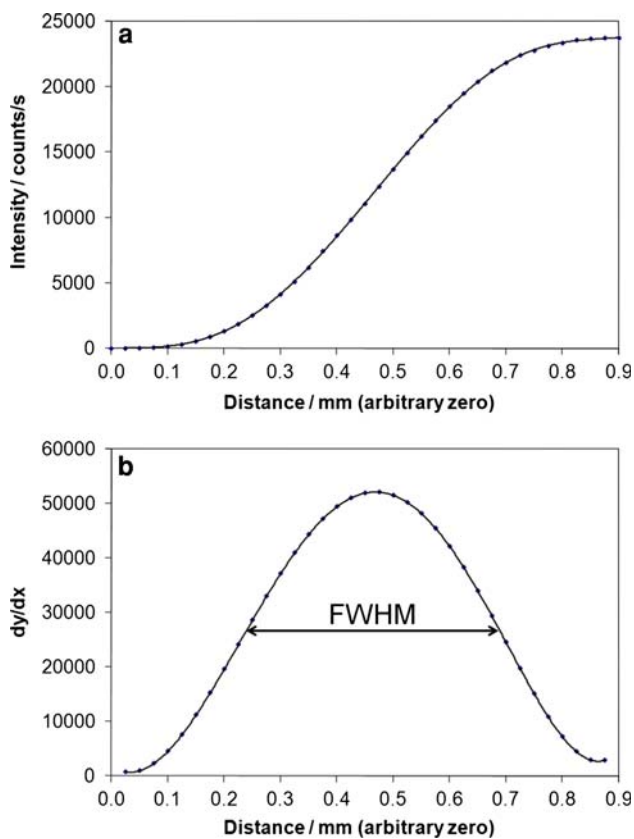 a
25000
20000
15000
10000
5000
0
Intensity / counts/s
0.0 0.1 0.2 0.3 0.4 0.5 0.6 0.7 0.8 0.9
Distance / mm (arbitrary zero)
b
60000
50000
40000
30000
20000
10000
0
dy/dx
FWHM
0.0 0.1 0.2 0.3 0.4 0.5 0.6 0.7 0.8 0.9
Distance / mm (arbitrary zero)